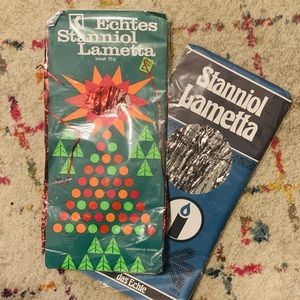 Echtes
Stanniol
Lametta
Inhalt 75g
Stanniol
Lametta
das Echte